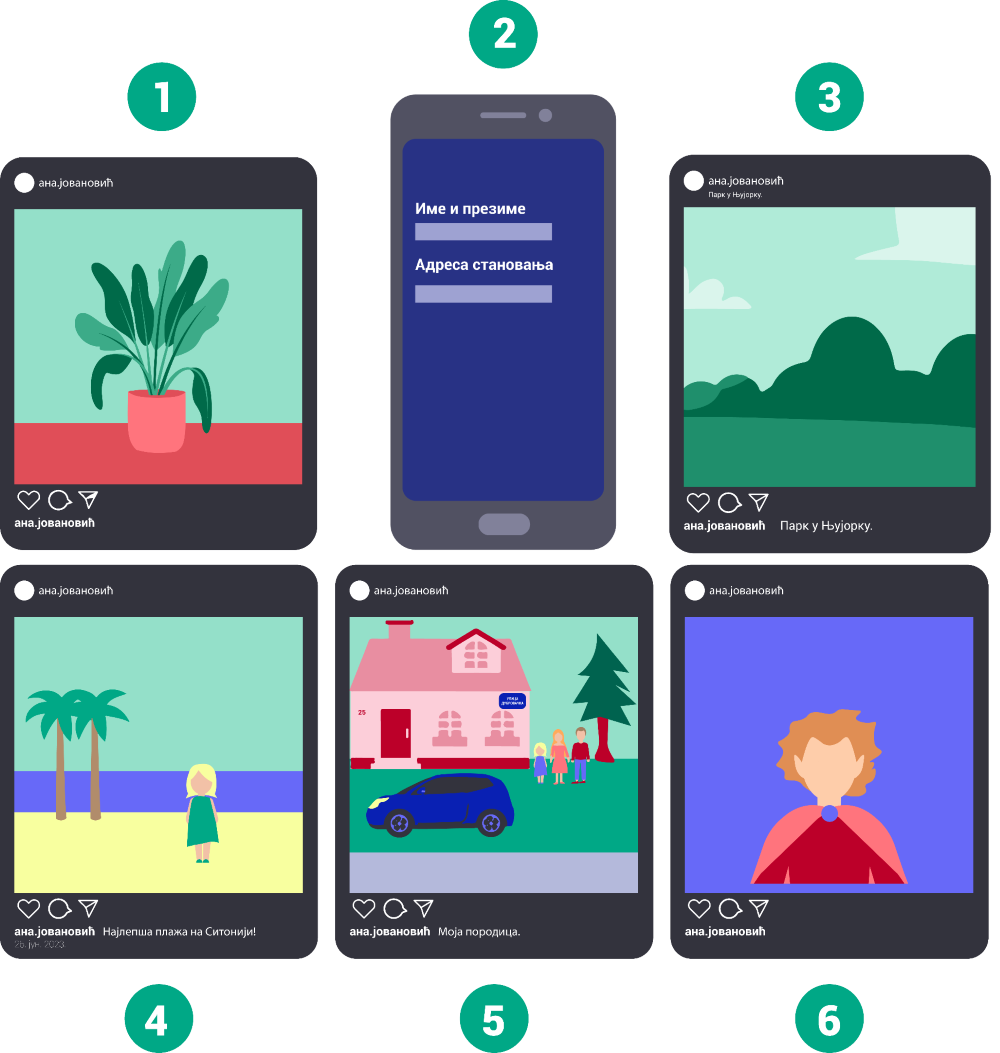 1
2
3
ана.јовановић
ана.јовановић
Име и презиме
Адреса становања
ана.јовановић
Парк у Њујорку.
ана.јовановић Парк у Њујорку.
ана.јовановић
Најлепша плажа на Ситонији!
ана.јовановић
26. јун. 2023.
ана.јовановић
25
УЛИЦА
ДУБРОВАЧКА
ана.јовановић Моја породица.
ана.јовановић
ана.јовановић
4
5
6